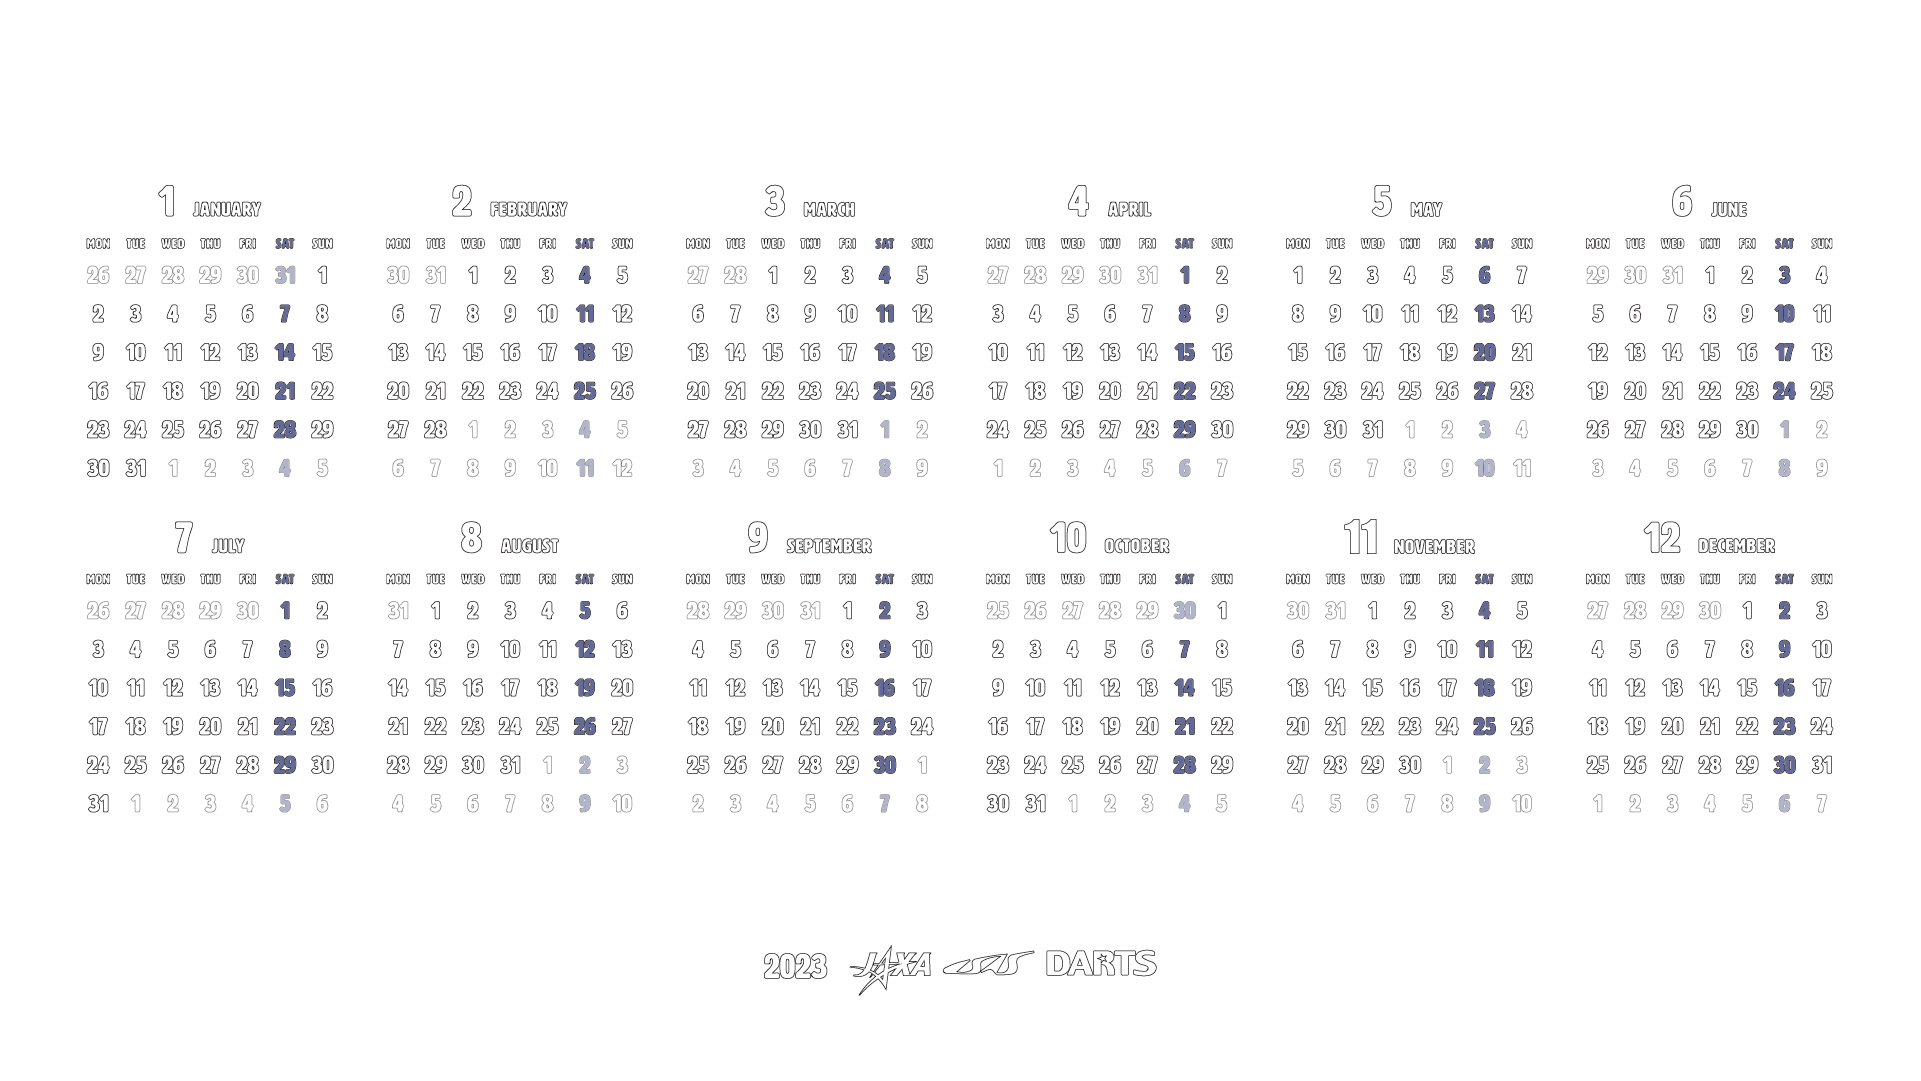 1 JANUARY
MON TUE WED THU FRI SAT SUN
26 27 28 29 30 31 1
2 3 4 5 6 7 8
9 10 11 12 13 14 15
16 17 18 19 20 21 22
23 24 25 26 27 28 29
30 31 1 2 3 4 5
2 FEBRUARY
MON TUE WED THU FRI SAT SUN
30 31 1 2 3 4 5
6 7 8 9 10 11 12
13 14 15 16 17 18 19
20 21 22 23 24 25 26
27 28 1 2 3 4 5
6 7 8 9 10 11 12
3 MARCH
MON TUE WED THU FRI SAT SUN
27 28 1 2 3 4 5
6 7 8 9 10 11 12
13 14 15 16 17 18 19
20 21 22 23 24 25 26
27 28 29 30 31 1 2
3 4 5 6 7 8 9
4 APRIL
MON TUE WED THU FRI SAT SUN
27 28 29 30 31 1 2
3 4 5 6 7 8 9
10 11 12 13 14 15 16
17 18 19 20 21 22 23
24 25 26 27 28 29 30
1 2 3 4 5 6 7
5 MAY
MON TUE WED THU FRI SAT SUN
1 2 3 4 5 6 7
8 9 10 11 12 13 14
15 16 17 18 19 20 21
22 23 24 25 26 27 28
29 30 31 1 2 3 4
5 6 7 8 9 10 11
6 JUNE
MON TUE WED THU FRI SAT SUN
29 30 31 1 2 3 4
5 6 7 8 9 10 11
12 13 14 15 16 17 18
19 20 21 22 23 24 25
26 27 28 29 30 1 2
3 4 5 6 7 8 9
7 JULY
MON TUE WED THU FRI SAT SUN
26 27 28 29 30 1 2
3 4 5 6 7 8 9
10 11 12 13 14 15 16
17 18 19 20 21 22 23
24 25 26 27 28 29 30
31 1 2 3 4 5 6
8 AUGUST
MON TUE WED THU FRI SAT SUN
31 1 2 3 4 5 6
7 8 9 10 11 12 13
14 15 16 17 18 19 20
21 22 23 24 25 26 27
28 29 30 31 1 2 3
4 5 6 7 8 9 10
9 SEPTEMBER
MON TUE WED THU FRI SAT SUN
28 29 30 31 1 2 3
4 5 6 7 8 9 10
11 12 13 14 15 16 17
18 19 20 21 22 23 24
25 26 27 28 29 30 1
2 3 4 5 6 7 8
10 OCTOBER
MON TUE WED THU FRI SAT SUN
25 26 27 28 29 30 1
2 3 4 5 6 7 8
9 10 11 12 13 14 15
16 17 18 19 20 21 22
23 24 25 26 27 28 29
30 31 1 2 3 4 5
11 NOVEMBER
MON TUE WED THU FRI SAT SUN
30 31 1 2 3 4 5
6 7 8 9 10 11 12
13 14 15 16 17 18 19
20 21 22 23 24 25 26
27 28 29 30 1 2 3
4 5 6 7 8 9 10
12 DECEMBER
MON TUE WED THU FRI SAT SUN
27 28 29 30 1 2 3
4 5 6 7 8 9 10
11 12 13 14 15 16 17
18 19 20 21 22 23 24
25 26 27 28 29 30 31
1 2 3 4 5 6 7
2023 JAXA ISAS DARTS